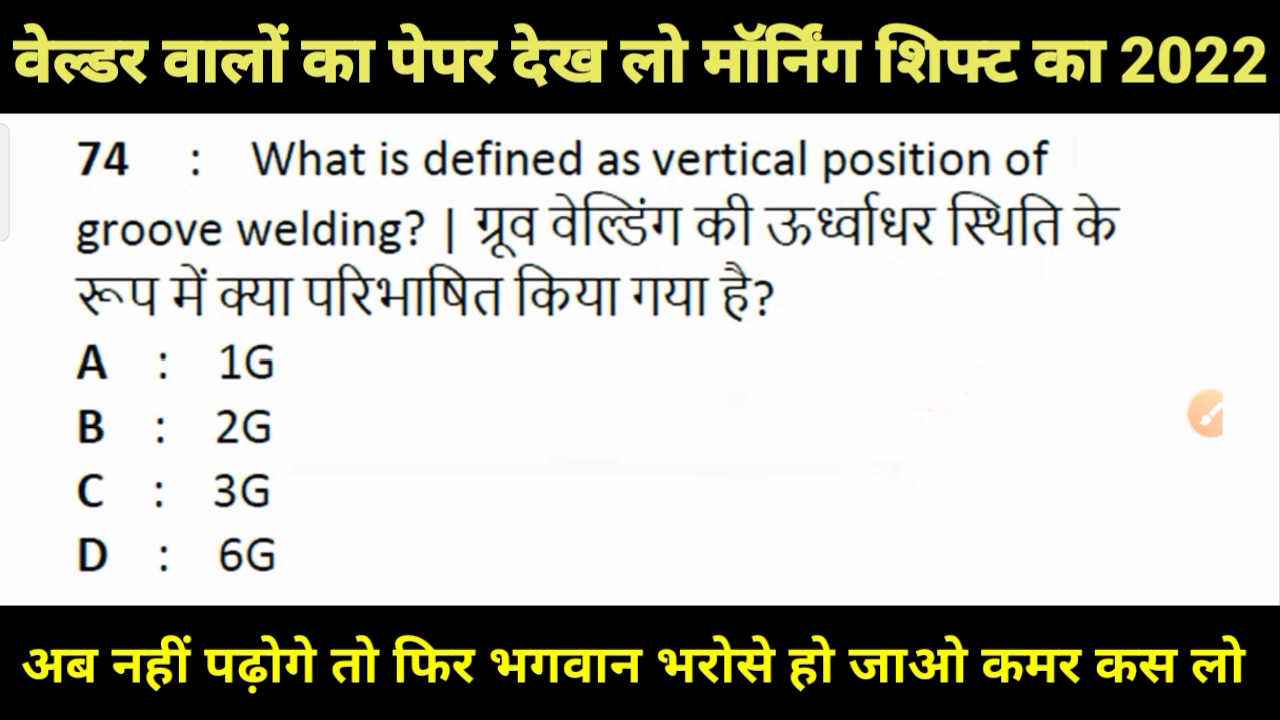 वेल्डर वालों का पेपर देख लो मॉर्निंग शिफ्ट का 2022
74 : What is defined as vertical position of
groove welding? | ग्रूव वेल्डिंग की ऊर्ध्वाधर स्थिति के
रूप में क्या परिभाषित किया गया है?
A : 1G
B : 2G
C : 3G
D : 6G
अब नहीं पढ़ोगे तो फिर भगवान भरोसे हो जाओ कमर कस लो